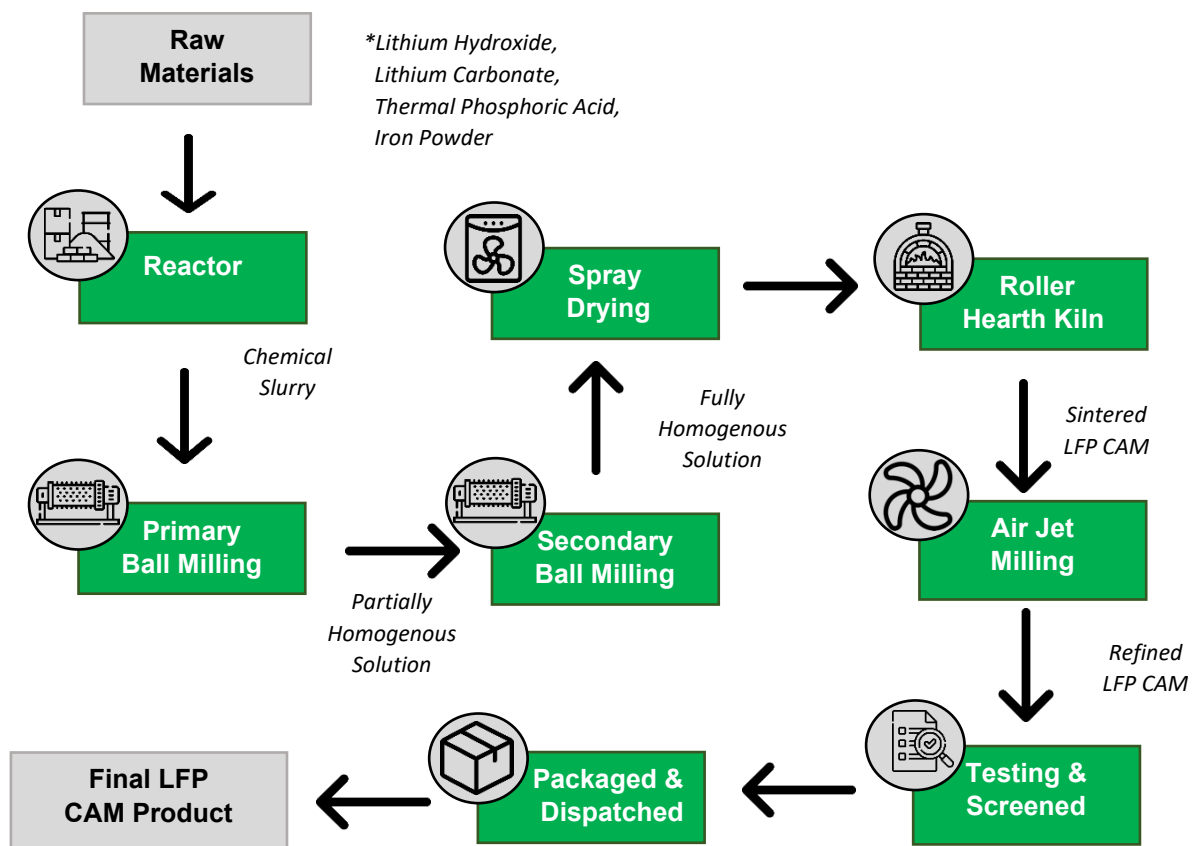 Raw
Materials
*Lithium Hydroxide,
Lithium Carbonate,
Thermal Phosphoric Acid,
Iron Powder
Reactor
Chemical
Slurry
Primary
Ball Milling
Partially
Homogenous
Solution
Secondary
Ball Milling
Fully
Homogenous
Solution
Spray
Drying
Roller
Hearth Kiln
Sintered
LFP CAM
Air Jet
Milling
Refined
LFP CAM
Testing &
Screened
Packaged &
Dispatched
Final LFP
CAM Product